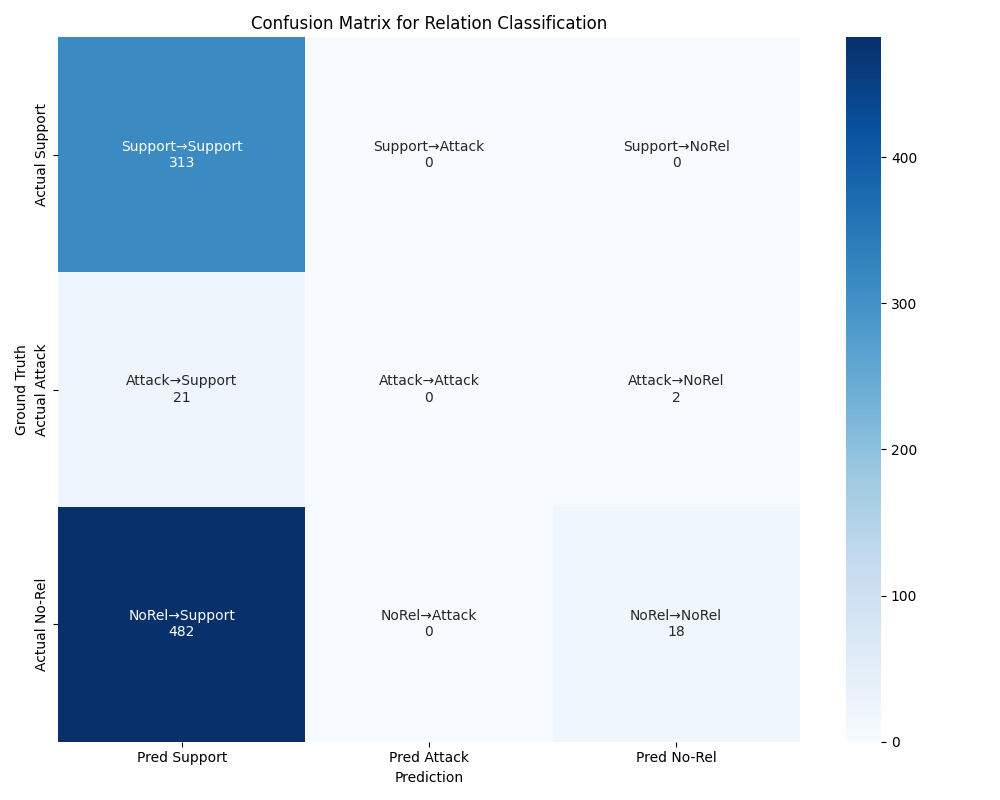 Confusion Matrix for Relation Classification
Ground Truth
Actual Support
Support→Support
313
Support→Attack
0
Support→NoRel
0
Actual Attack
Attack→Support
21
Attack→Attack
0
Attack→NoRel
2
Actual No-Rel
NoRel→Support
482
NoRel→Attack
0
NoRel→NoRel
18
Pred Support
Pred Attack
Pred No-Rel
Prediction
400
300
200
100
0